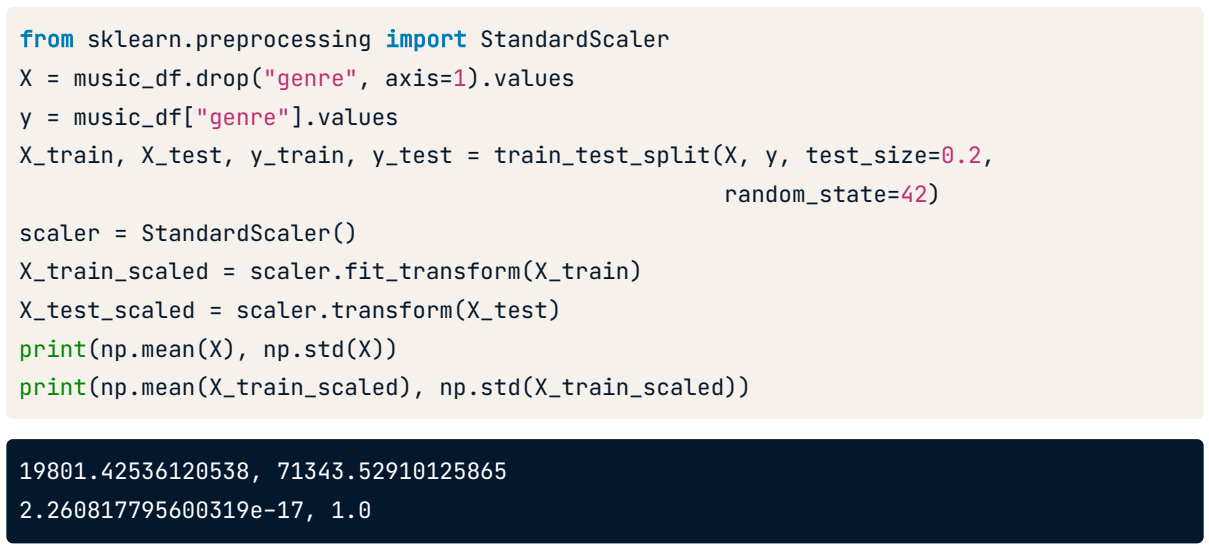 from sklearn.preprocessing import StandardScaler
X = music_df.drop("genre", axis=1).values
y = music_df["genre"].values
X_train, X_test, y_train, y_test = train_test_split(X, y, test_size=0.2,
random_state=42)
scaler = StandardScaler()
X_train_scaled = scaler.fit_transform(X_train)
X_test_scaled = scaler.transform(X_test)
print(np.mean(X), np.std(X))
print(np.mean(X_train_scaled), np.std(X_train_scaled))
19801.42536120538, 71343.52910125865
2.260817795600319e-17, 1.0